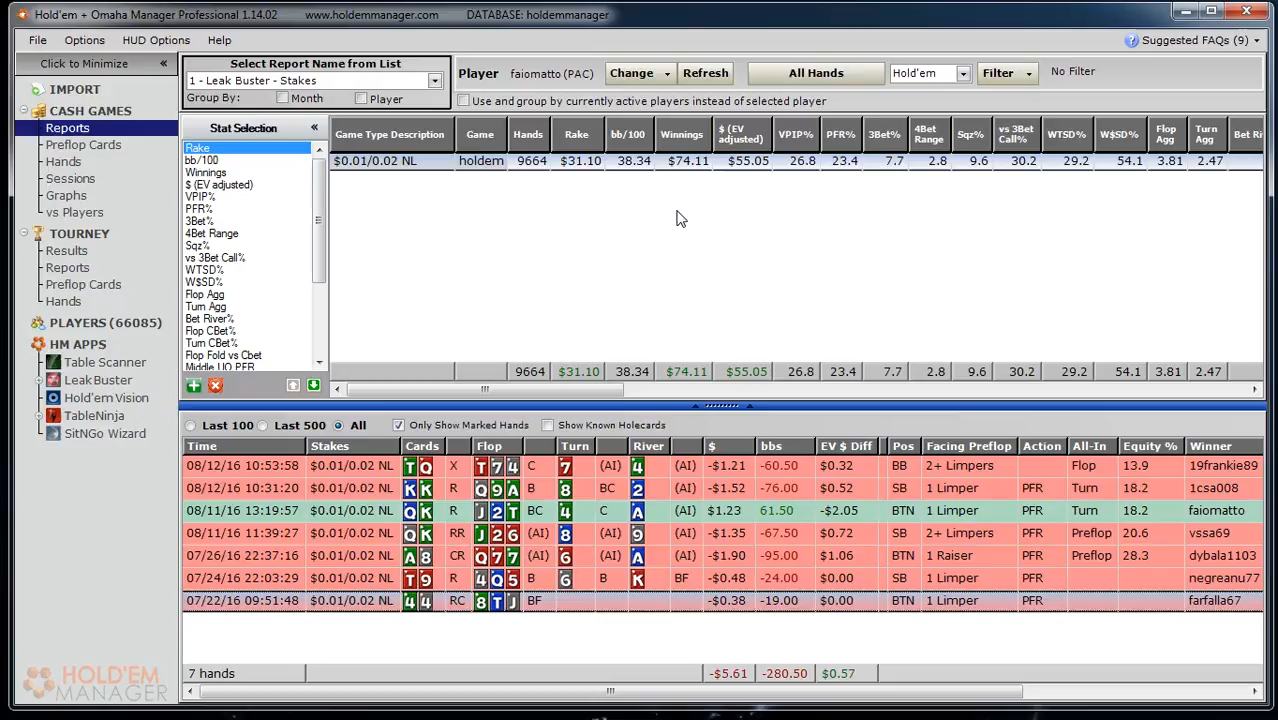 Hold'em + Omaha Manager Professional 1.14.02 www.holdemmanager.com DATABASE: holdemmanager
File Options HUD Options Help Suggested FAQs (9)
Click to Minimize «
IMPORT
CASH GAMES
Reports
Preflop Cards
Hands
Sessions
Graphs
vs Players
TOURNEY
Results
Reports
Preflop Cards
Hands
PLAYERS (66085)
HM APPS
Table Scanner
Leak Buster
Hold'em Vision
TableNinja
SitNGo Wizard
HOLD'EM
MANAGER
Select Report Name from List
1 - Leak Buster - Stakes
Group By: Month Player
Player faiomatto (PAC) Change Refresh All Hands Hold'em Filter No Filter
Use and group by currently active players instead of selected player
Stat Selection «
Rake
bb/100
Winnings
$ (EV adjusted)
VPIP%
PFR%
3Bet%
4Bet Range
Sqz%
vs 3Bet Call%
WTSD%
W$SD%
Flop Agg
Turn Agg
Bet River%
Flop CBet%
Turn CBet%
Flop Fold vs Cbet
Middle UO PFR
Game Type Description Game Hands Rake bb/100 Winnings $ (EV adjusted) VPIP% PFR% 3Bet% 4Bet Range Sqz% vs 3Bet Call% WTSD% W$SD% Flop Agg Turn Agg Bet Ri
$0.01/0.02 NL holdem 9664 $31.10 38.34 $74.11 $55.05 26.8 23.4 7.7 2.8 9.6 30.2 29.2 54.1 3.81 2.47
9664 $31.10 38.34 $74.11 $55.05 26.8 23.4 7.7 2.8 9.6 30.2 29.2 54.1 3.81 2.47
Last 100 Last 500 All Only Show Marked Hands Show Known Holecards
Time Stakes Cards Flop Turn River $ bbs EV $ Diff Pos Facing Preflop Action All-In Equity % Winner
08/12/16 10:53:58 $0.01/0.02 NL T Q X T 7 4 C 7 (AI) 4 (AI) -$1.21 -60.50 $0.32 BB 2+ Limpers Flop 13.9 19frankie89
08/12/16 10:31:20 $0.01/0.02 NL K K R Q 9 A B 8 BC 2 (AI) -$1.52 -76.00 $0.52 SB 1 Limper PFR Turn 18.2 1csa008
08/11/16 13:19:57 $0.01/0.02 NL Q K R J 2 T BC 4 C A (AI) $1.23 61.50 -$2.05 BTN 1 Limper PFR Turn 18.2 faiomatto
08/11/16 11:39:27 $0.01/0.02 NL Q K RR J 2 6 (AI) 8 (AI) 9 (AI) -$1.35 -67.50 $0.72 SB 2+ Limpers PFR Preflop 20.6 vssa69
07/26/16 22:37:16 $0.01/0.02 NL A 8 CR Q 7 7 (AI) 6 (AI) A (AI) -$1.90 -95.00 $1.06 BTN 1 Raiser PFR Preflop 28.3 dybala1103
07/24/16 22:03:29 $0.01/0.02 NL T 9 R 4 Q 5 B 6 B K BF -$0.48 -24.00 $0.00 SB 1 Limper PFR negreanu77
07/22/16 09:51:48 $0.01/0.02 NL 4 4 RC 8 T J BF -$0.38 -19.00 $0.00 BTN 1 Limper PFR farfalla67
7 hands -$5.61 -280.50 $0.57